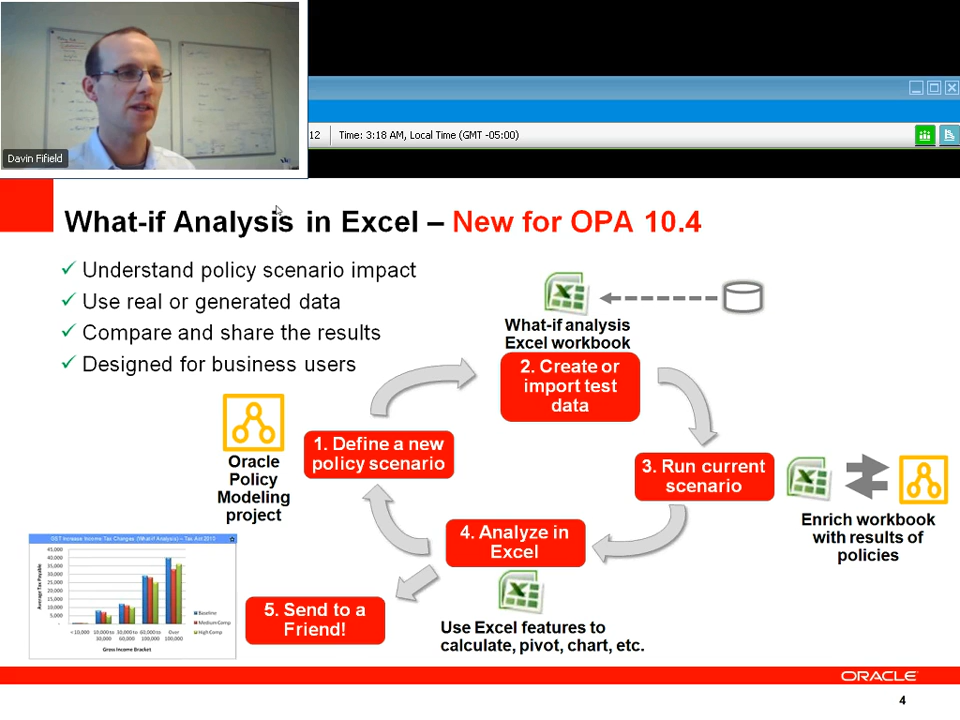 Davin Fifield
12
Time: 3:18 AM, Local Time (GMT -05:00)
What-if Analysis in Excel – New for OPA 10.4
Understand policy scenario impact
Use real or generated data
Compare and share the results
Designed for business users
What-if analysis
Excel workbook
2. Create or
import test
data
1. Define a new
policy scenario
Oracle
Policy
Modeling
project
3. Run current
scenario
Enrich workbook
with results of
policies
4. Analyze in
Excel
Use Excel features to
calculate, pivot, chart, etc.
5. Send to a
Friend!
GST Increase Income Tax Changes (What if Analysis) – Tax Act 2013
Average Tax Payable
45,000
40,000
35,000
30,000
25,000
20,000
15,000
10,000
5,000
-
< 10,000
10,000 to
30,000
30,000 to
60,000
60,000 to
100,000
Over
100,000
Gross Income Bracket
Baseline
Medium Comp
High Comp
ORACLE
4